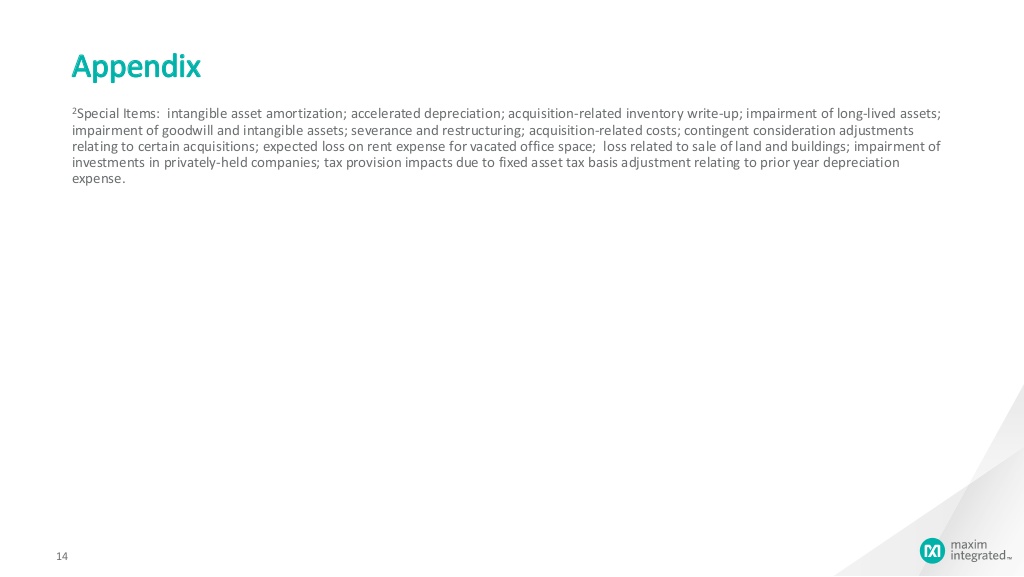 Appendix
²Special Items:  intangible asset amortization; accelerated depreciation; acquisition-related inventory write-up; impairment of long-lived assets;
impairment of goodwill and intangible assets; severance and restructuring; acquisition-related costs; contingent consideration adjustments
relating to certain acquisitions; expected loss on rent expense for vacated office space;  loss related to sale of land and buildings; impairment of
investments in privately-held companies; tax provision impacts due to fixed asset tax basis adjustment relating to prior year depreciation
expense.
14
maxim
integrated™